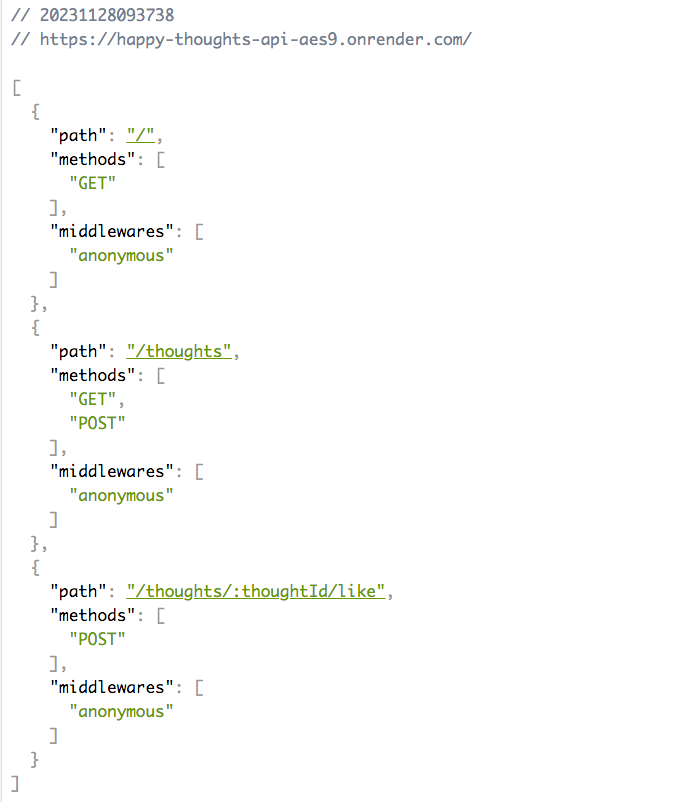 // 20231128093738
// https://happy-thoughts-api-aes9.onrender.com/
[
  {
    "path": "/",
    "methods": [
      "GET"
    ],
    "middlewares": [
      "anonymous"
    ]
  },
  {
    "path": "/thoughts",
    "methods": [
      "GET",
      "POST"
    ],
    "middlewares": [
      "anonymous"
    ]
  },
  {
    "path": "/thoughts/:thoughtId/like",
    "methods": [
      "POST"
    ],
    "middlewares": [
      "anonymous"
    ]
  }
]